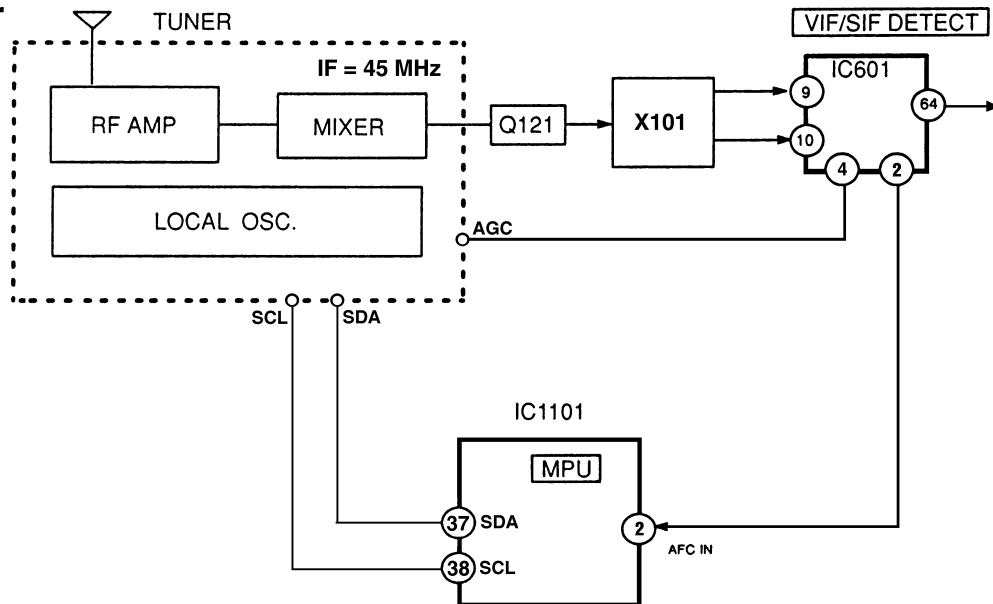 TUNER
VIF/SIF DETECT
IF = 45 MHz
IC601
RF AMP
MIXER
Q121
X101
9
10
64
4
2
LOCAL OSC.
AGC
SCL
SDA
IC1101
MPU
37
SDA
38
SCL
2
AFC IN